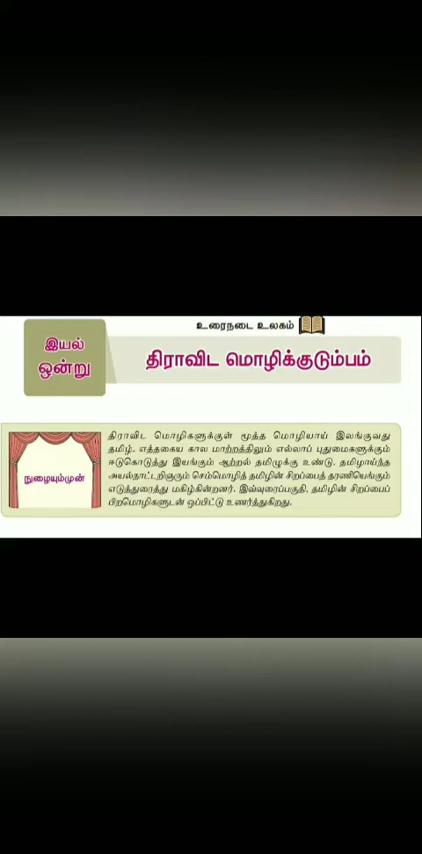 உரைநடை உலகம்
இயல்
ஒன்று
திராவிட மொழிக்குடும்பம்
நுழையும்முன்
திராவிட மொழிகளுக்குள் மூத்த மொழியாய் இலங்குவது
தமிழ். எத்தகைய கால மாற்றத்திலும் எல்லாப் புதுமைகளுக்கும்
ஈடுகொடுத்து இயங்கும் ஆற்றல் தமிழுக்கு உண்டு. தமிழாய்ந்த
அயல்நாட்டறிஞரும் செம்மொழித் தமிழின் சிறப்பைத் தரணியெங்கும்
எடுத்துரைத்து மகிழ்கின்றனர். இவ்வுரைப்பகுதி, தமிழின் சிறப்பைப்
பிறமொழிகளுடன் ஒப்பிட்டு உணர்த்துகிறது.